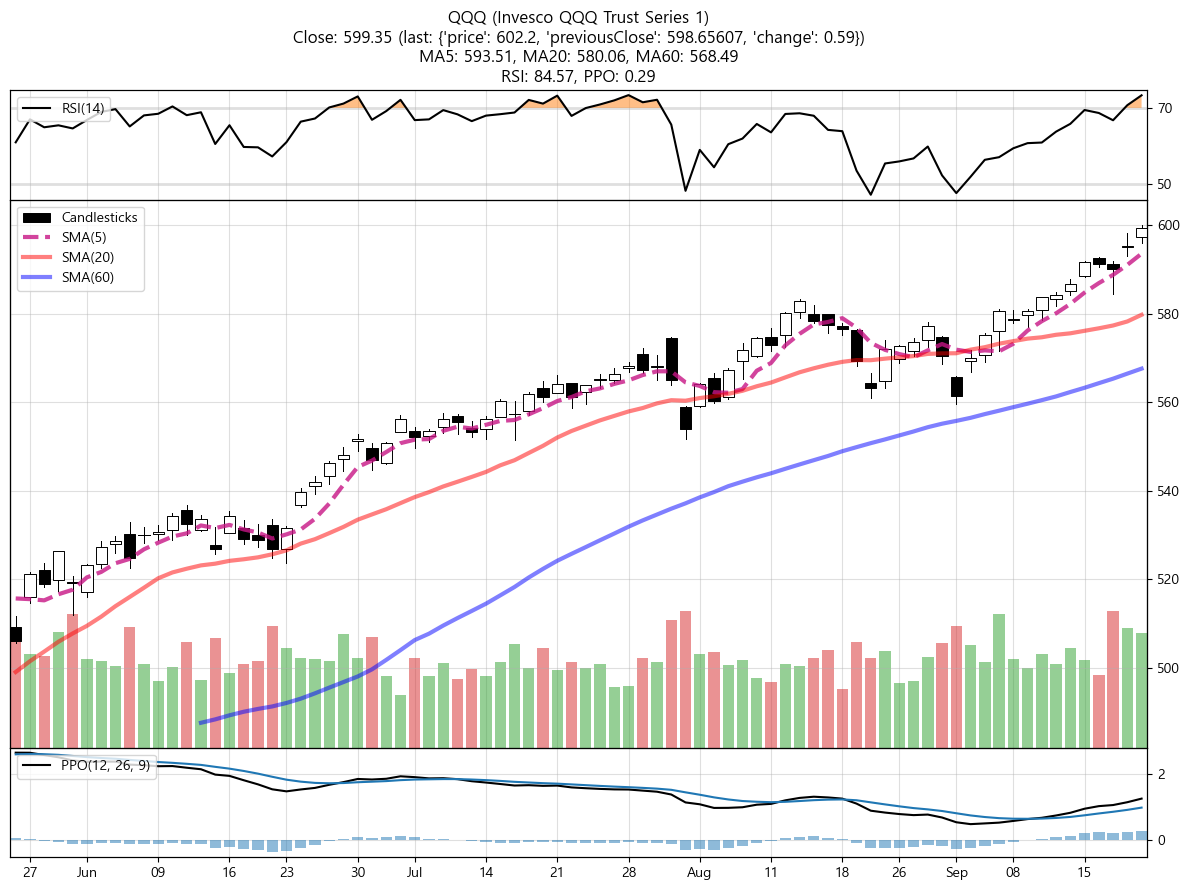 QQQ (Invesco QQQ Trust Series 1)
Close: 599.35 (last: {'price': 602.2, 'previousClose': 598.65607, 'change': 0.59})
MA5: 593.51, MA20: 580.06, MA60: 568.49
RSI: 84.57, PPO: 0.29
RSI(14)
70
50
Candlesticks
SMA(5)
SMA(20)
SMA(60)
600
580
560
540
520
500
PPO(12, 26, 9)
2
0
27 Jun 09 16 23 30 Jul 14 21 28 Aug 11 18 26 Sep 08 15